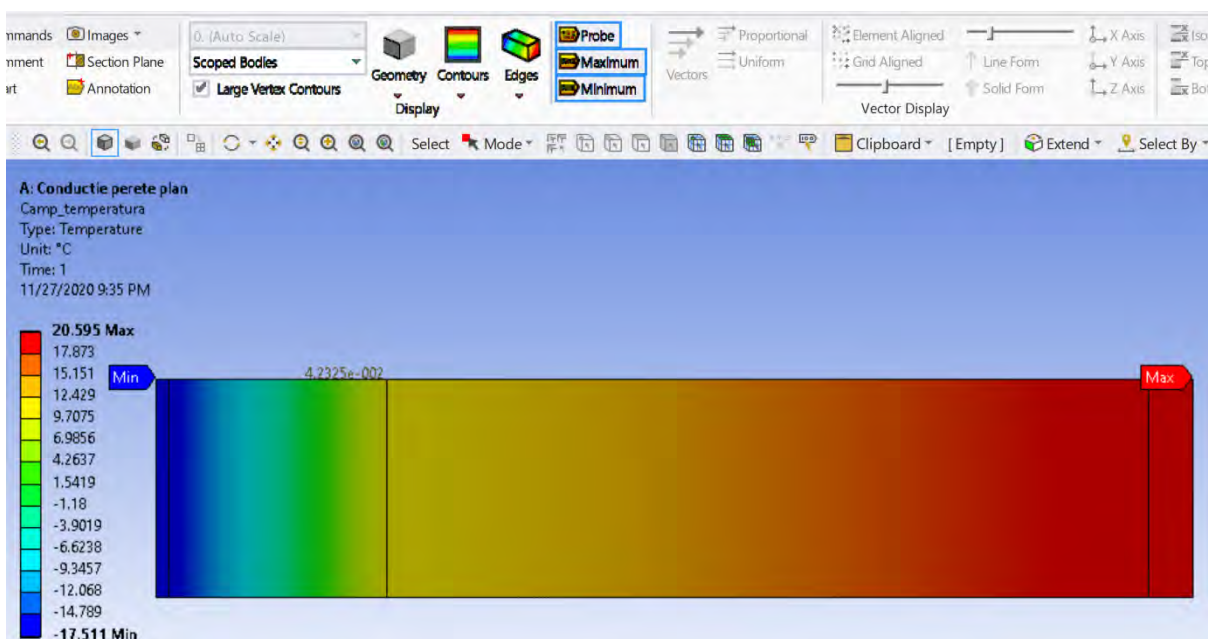 mmands Images
0. (Auto Scale)
Probe
Proportional
Element Aligned
X Axis
Iso
mment Section Plane
Scoped Bodies
Maximum
Uniform
Grid Aligned
Line Form
Y Axis
Top
art Annotation
Large Vertex Contours
Geometry Contours Edges
Minimum
Vectors
Solid Form
Z Axis
Bot
Display
Vector Display
Select Mode Clipboard [Empty] Extend Select By
A: Conductie perete plan
Camp_temperatura
Type: Temperature
Unit: °C
Time: 1
11/27/2020 9:35 PM
20.595 Max
17.873
15.151
12.429
9.7075
6.9856
4.2637
1.5419
-1.18
-3.9019
-6.6238
-9.3457
-12.068
-14.789
-17.511 Min
Min
4.2325e-002
Max